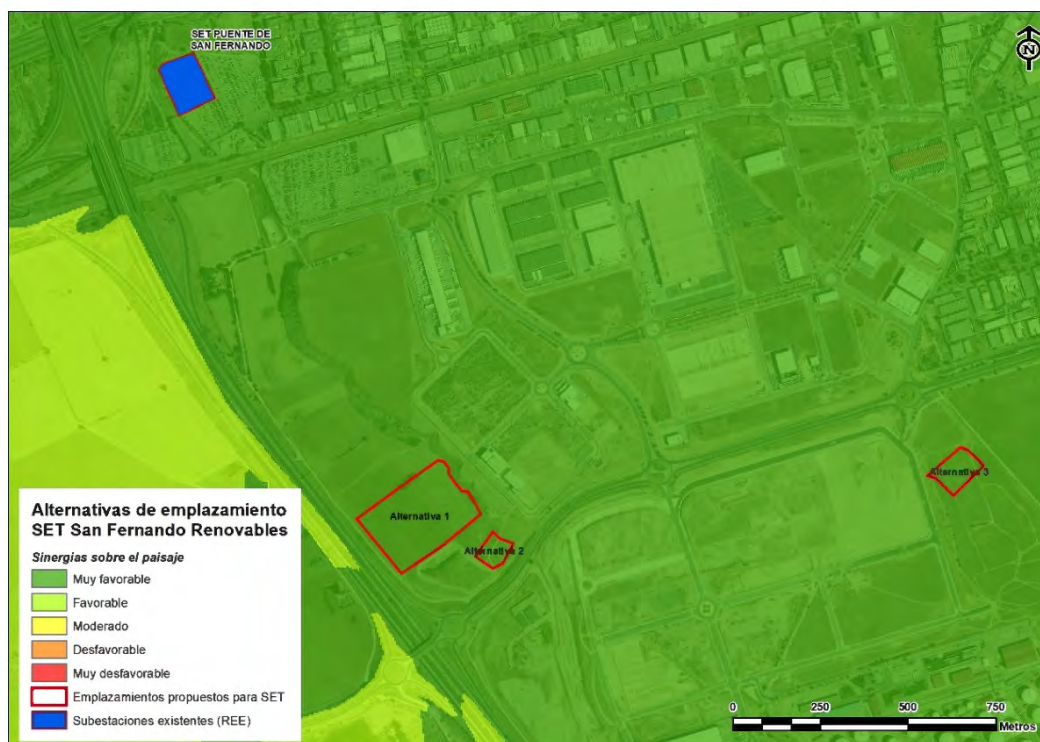 SET PUENTE DE
SAN FERNANDO
N
Alternativa 1
Alternativa 2
Alternativa 3
Alternativas de emplazamiento
SET San Fernando Renovables
Sinergias sobre el paisaje
Muy favorable
Favorable
Moderado
Desfavorable
Muy desfavorable
Emplazamientos propuestos para SET
Subestaciones existentes (REE)
0 250 500 750
Metros